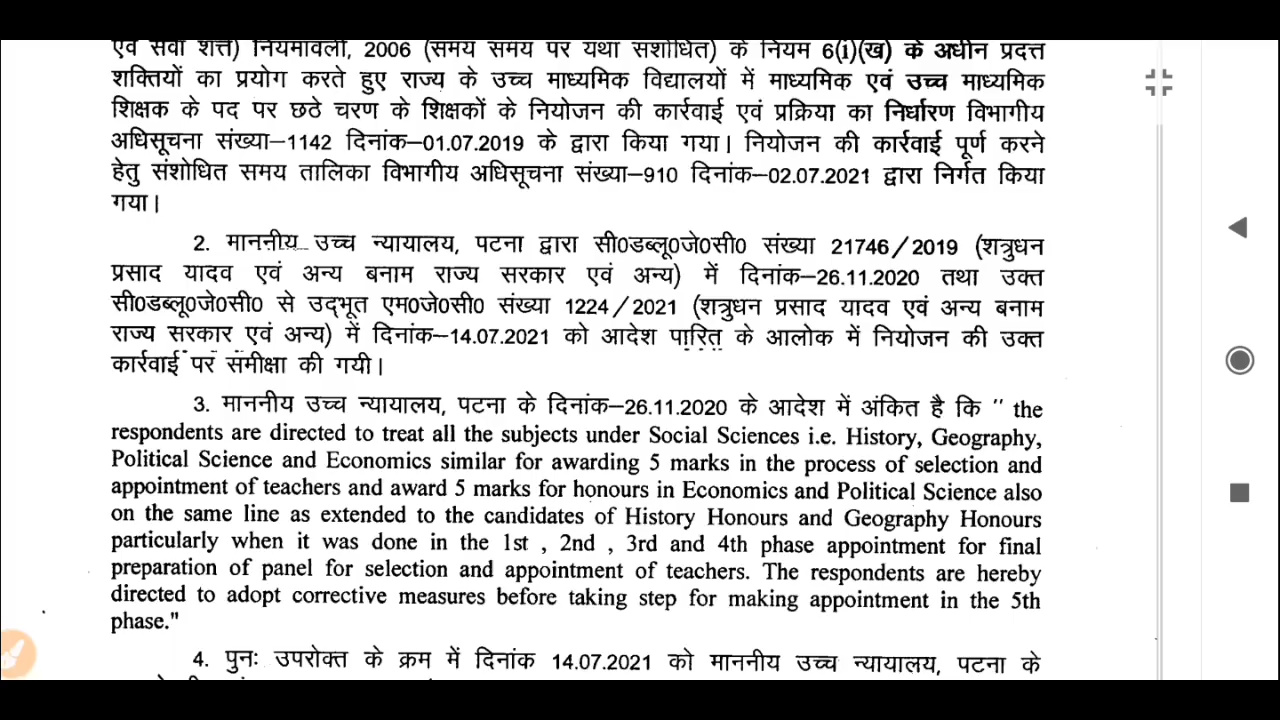 एवं सेवा शर्त्त) नियमावली, 2006 (समय समय पर यथा संशोधित) के नियम 6(i)(ख) के अधीन प्रदत्त
शक्तियों का प्रयोग करते हुए राज्य के उच्च माध्यमिक विद्यालयों में माध्यमिक एवं उच्च माध्यमिक
शिक्षक के पद पर छठे चरण के शिक्षकों के नियोजन की कार्रवाई एवं प्रक्रिया का निर्धारण विभागीय
अधिसूचना संख्या–1142 दिनांक–01.07.2019 के द्वारा किया गया। नियोजन की कार्रवाई पूर्ण करने
हेतु संशोधित समय तालिका विभागीय अधिसूचना संख्या–910 दिनांक–02.07.2021 द्वारा निर्गत किया
गया।
2. माननीय उच्च न्यायालय, पटना द्वारा सी0डब्लू0जे0सी0 संख्या 21746/2019 (शत्रुधन
प्रसाद यादव एवं अन्य बनाम राज्य सरकार एवं अन्य) में दिनांक–26.11.2020 तथा उक्त
सी0डब्लू0जे0सी0 से उद्भूत एम0जे0सी0 संख्या 1224/2021 (शत्रुधन प्रसाद यादव एवं अन्य बनाम
राज्य सरकार एवं अन्य) में दिनांक–14.07.2021 को आदेश पारित के आलोक में नियोजन की उक्त
कार्रवाई पर समीक्षा की गयी।
3. माननीय उच्च न्यायालय, पटना के दिनांक–26.11.2020 के आदेश में अंकित है कि " the
respondents are directed to treat all the subjects under Social Sciences i.e. History, Geography,
Political Science and Economics similar for awarding 5 marks in the process of selection and
appointment of teachers and award 5 marks for honours in Economics and Political Science also
on the same line as extended to the candidates of History Honours and Geography Honours
particularly when it was done in the 1st , 2nd , 3rd and 4th phase appointment for final
preparation of panel for selection and appointment of teachers. The respondents are hereby
directed to adopt corrective measures before taking step for making appointment in the 5th
phase."
4. पुनः उपरोक्त के क्रम में दिनांक 14.07.2021 को माननीय उच्च न्यायालय, पटना के